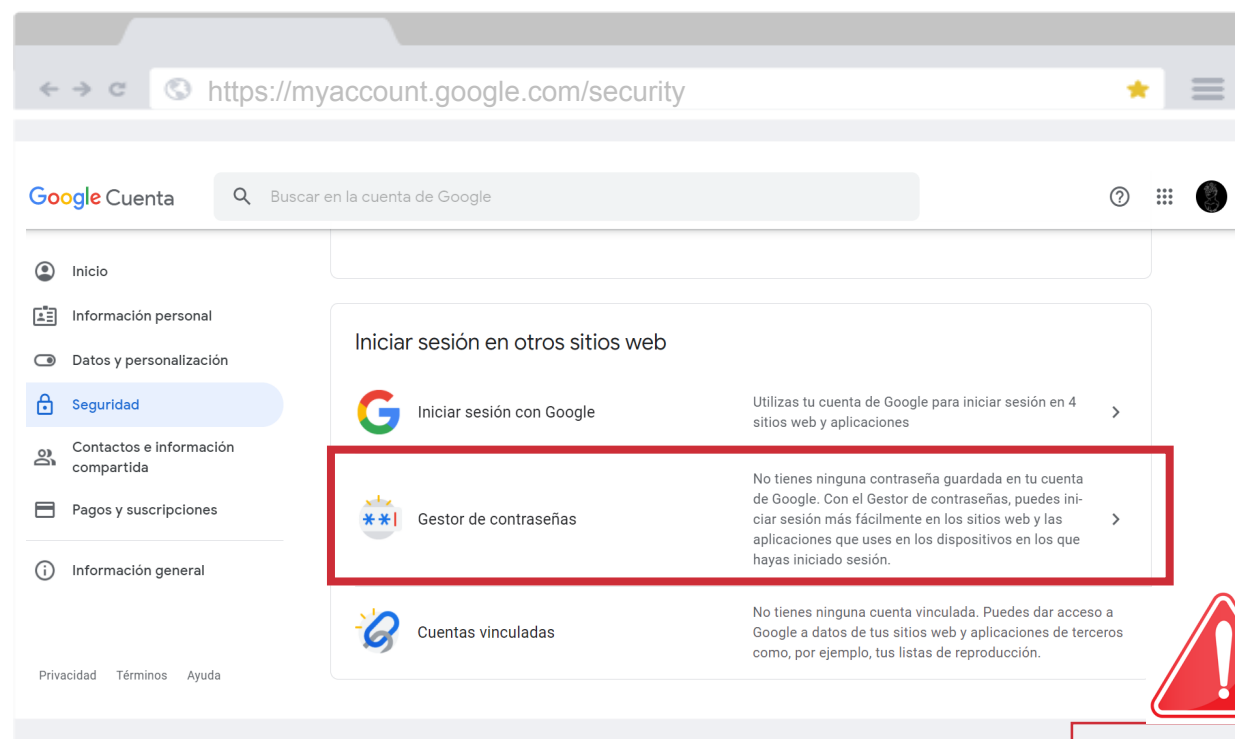 https://myaccount.google.com/security
Google Cuenta
Buscar en la cuenta de Google
Inicio
Información personal
Datos y personalización
Seguridad
Contactos e información
compartida
Pagos y suscripciones
Información general
Privacidad Términos Ayuda
Iniciar sesión en otros sitios web
Iniciar sesión con Google
Utilizas tu cuenta de Google para iniciar sesión en 4
sitios web y aplicaciones
Gestor de contraseñas
No tienes ninguna contraseña guardada en tu cuenta
de Google. Con el Gestor de contraseñas, puedes ini-
ciar sesión más fácilmente en los sitios web y las
aplicaciones que uses en los dispositivos en los que
hayas iniciado sesión.
Cuentas vinculadas
No tienes ninguna cuenta vinculada. Puedes dar acceso a
Google a datos de tus sitios web y aplicaciones de terceros
como, por ejemplo, tus listas de reproducción.